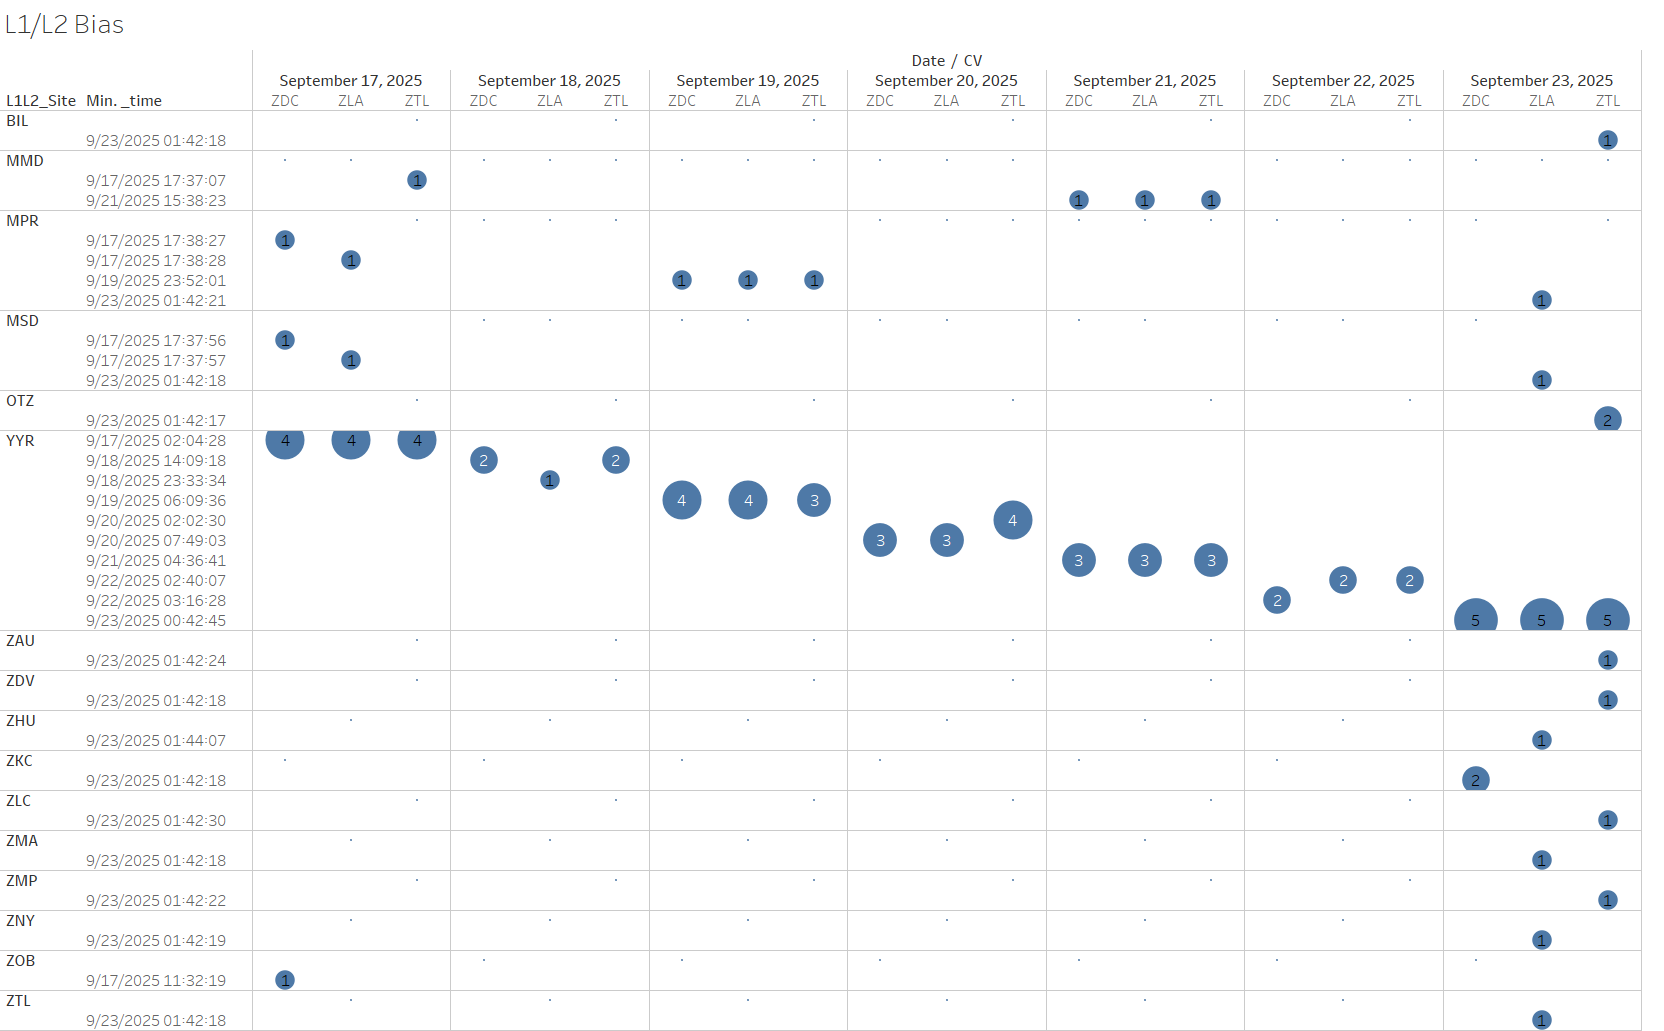 L1/L2 Bias
Date / CV
September 17, 2025 September 18, 2025 September 19, 2025 September 20, 2025 September 21, 2025 September 22, 2025 September 23, 2025
L1L2_Site Min. _time ZDC ZLA ZTL ZDC ZLA ZTL ZDC ZLA ZTL ZDC ZLA ZTL ZDC ZLA ZTL ZDC ZLA ZTL ZDC ZLA ZTL
BIL
9/23/2025 01:42:18 1
MMD
9/17/2025 17:37:07 1
9/21/2025 15:38:23 1 1 1
MPR
9/17/2025 17:38:27 1
9/17/2025 17:38:28 1
9/19/2025 23:52:01 1 1 1
9/23/2025 01:42:21 1
MSD
9/17/2025 17:37:56 1
9/17/2025 17:37:57 1
9/23/2025 01:42:18 1
OTZ
9/23/2025 01:42:17 2
YYR 9/17/2025 02:04:28 4 4 4
9/18/2025 14:09:18 2 2
9/18/2025 23:33:34 1
9/19/2025 06:09:36 4 4 3
9/20/2025 02:02:30 4
9/20/2025 07:49:03 3 3
9/21/2025 04:36:41 3 3 3
9/22/2025 02:40:07 2 2
9/22/2025 03:16:28 2
9/23/2025 00:42:45 5 5 5
ZAU
9/23/2025 01:42:24 1
ZDV
9/23/2025 01:42:18 1
ZHU
9/23/2025 01:44:07 1
ZKC
9/23/2025 01:42:18 2
ZLC
9/23/2025 01:42:30 1
ZMA
9/23/2025 01:42:18 1
ZMP
9/23/2025 01:42:22 1
ZNY
9/23/2025 01:42:19 1
ZOB
9/17/2025 11:32:19 1
ZTL
9/23/2025 01:42:18 1